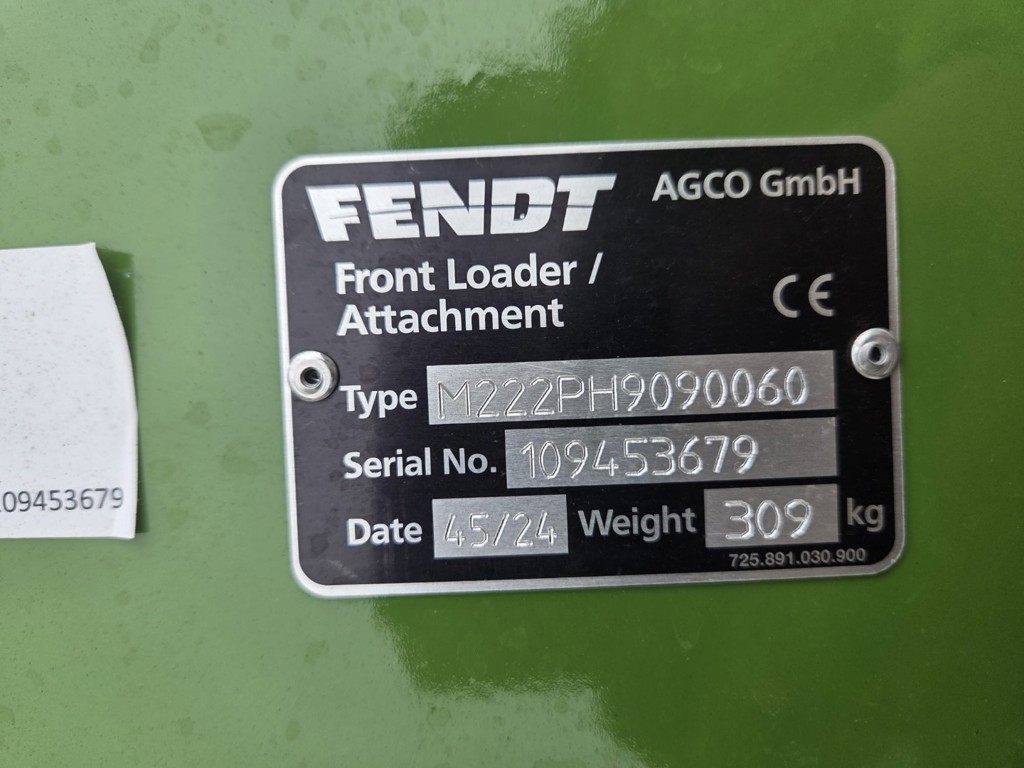 FENDT AGCO GmbH
Front Loader /
Attachment
CE
Type M222PH9090060
Serial No. 109453679
Date 45/24 Weight 309 kg
725.891.030.900
09453679